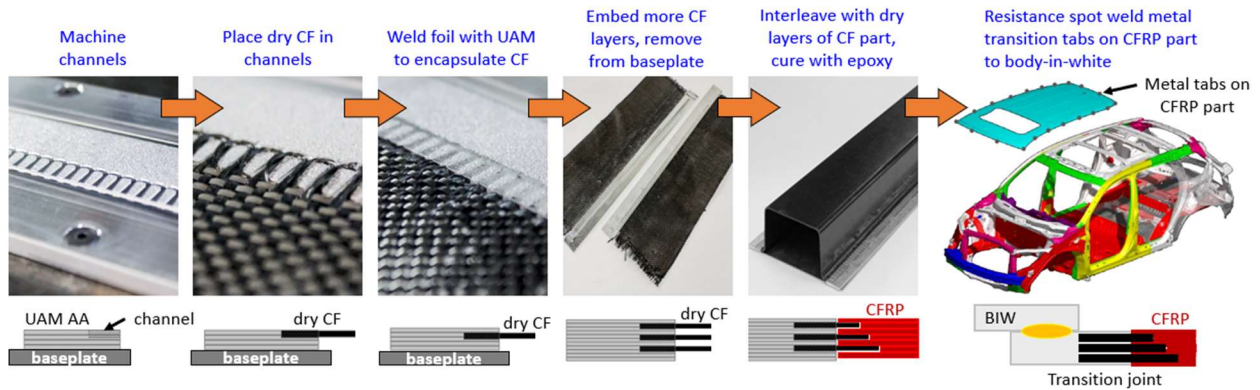 Machine
channels
Place dry CF in
channels
Weld foil with UAM
to encapsulate CF
Embed more CF
layers, remove
from baseplate
Interleave with dry
layers of CF part,
cure with epoxy
Resistance spot weld metal
transition tabs on CFRP part
to body-in-white
Metal tabs on
CFRP part
UAM AA
channel
baseplate
dry CF
baseplate
dry CF
baseplate
dry CF
CFRP
BIW
CFRP
Transition joint